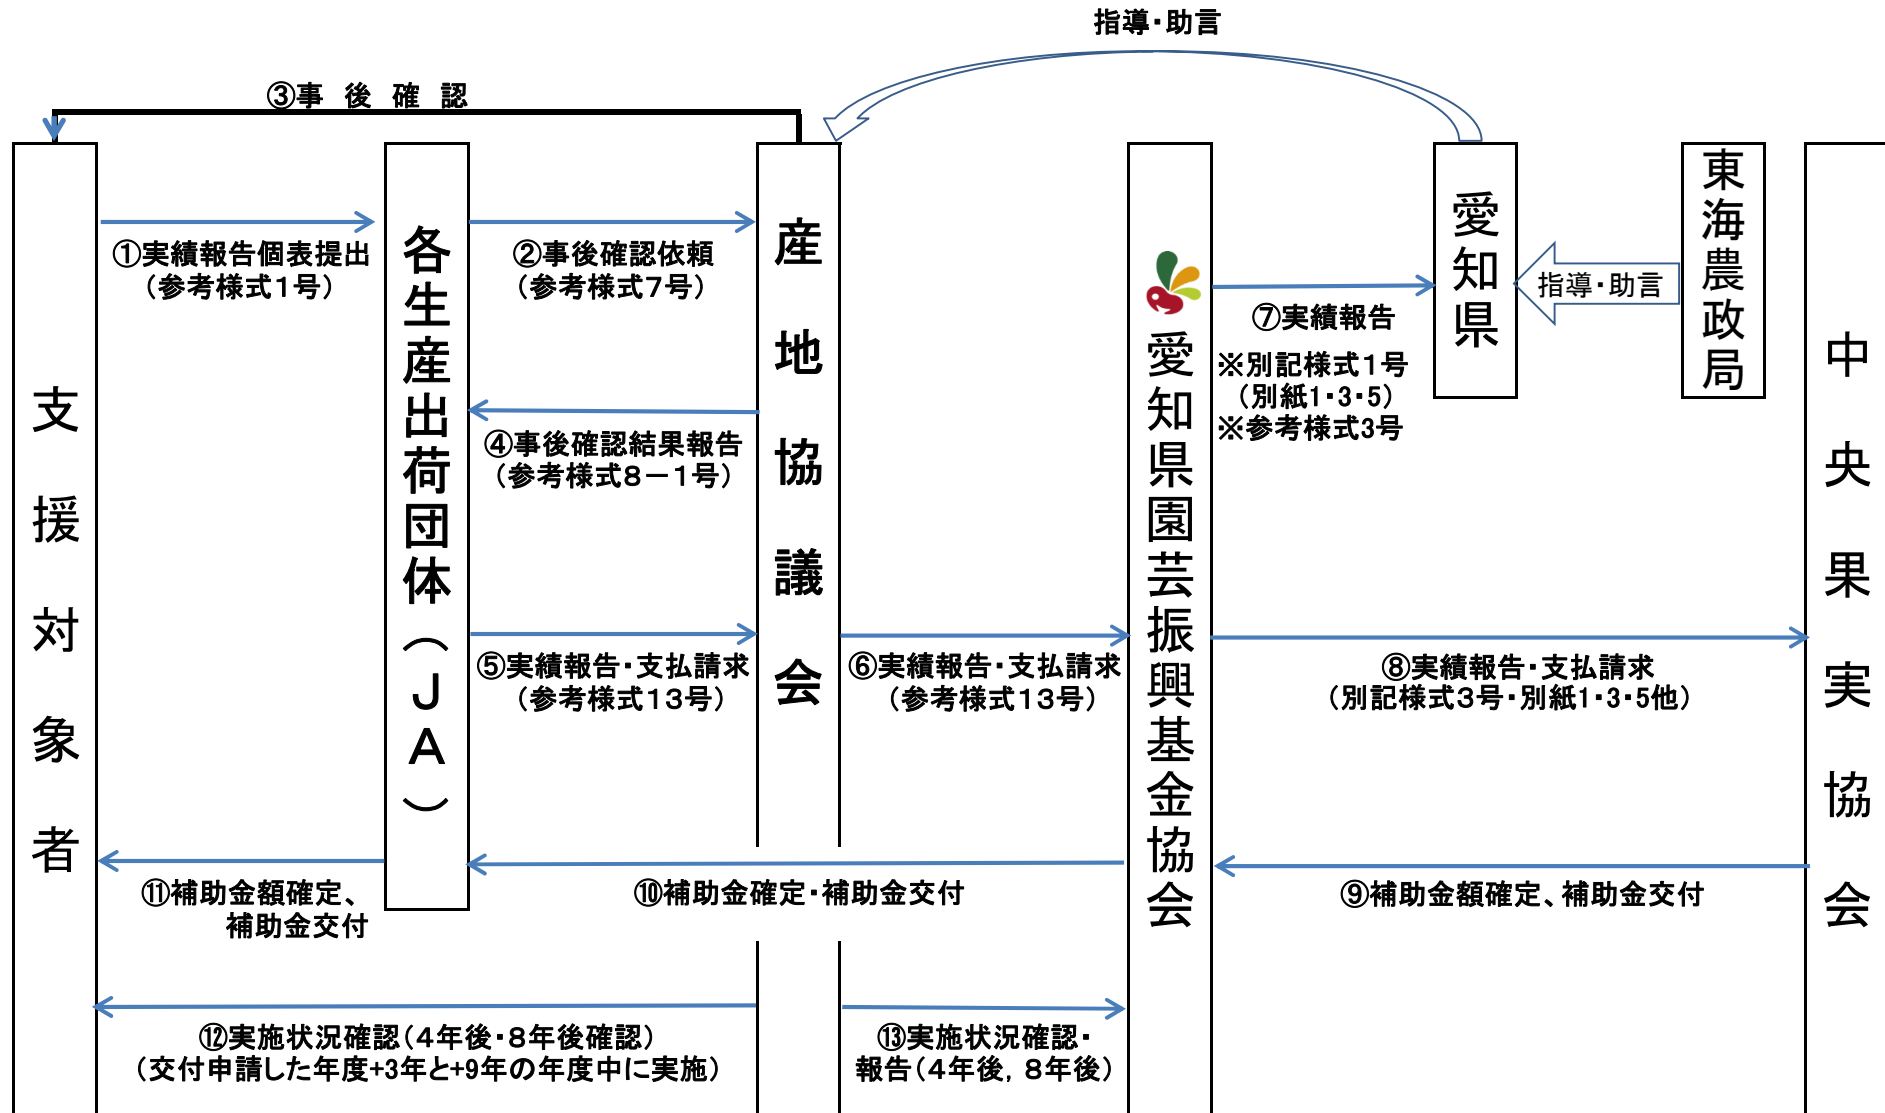 指導・助言
③事　後　確　認
支援対象者
各生産出荷団体（ＪＡ）
産地協議会
愛知県園芸振興基金協会
愛知県
東海農政局
中央果実協会
①実績報告個表提出
（参考様式１号）
②事後確認依頼
（参考様式７号）
指導・助言
⑦実績報告
※別記様式１号
（別紙1・3・5）
※参考様式3号
④事後確認結果報告
（参考様式８－１号）
⑤実績報告・支払請求
（参考様式１３号）
⑥実績報告・支払請求
（参考様式１３号）
⑧実績報告・支払請求
（別記様式３号・別紙1・3・5他）
⑪補助金額確定、
補助金交付
⑩補助金確定・補助金交付
⑨補助金額確定、補助金交付
⑫実施状況確認（４年後・８年後確認）
（交付申請した年度+3年と+9年の年度中に実施）
⑬実施状況確認・
報告（４年後，８年後）